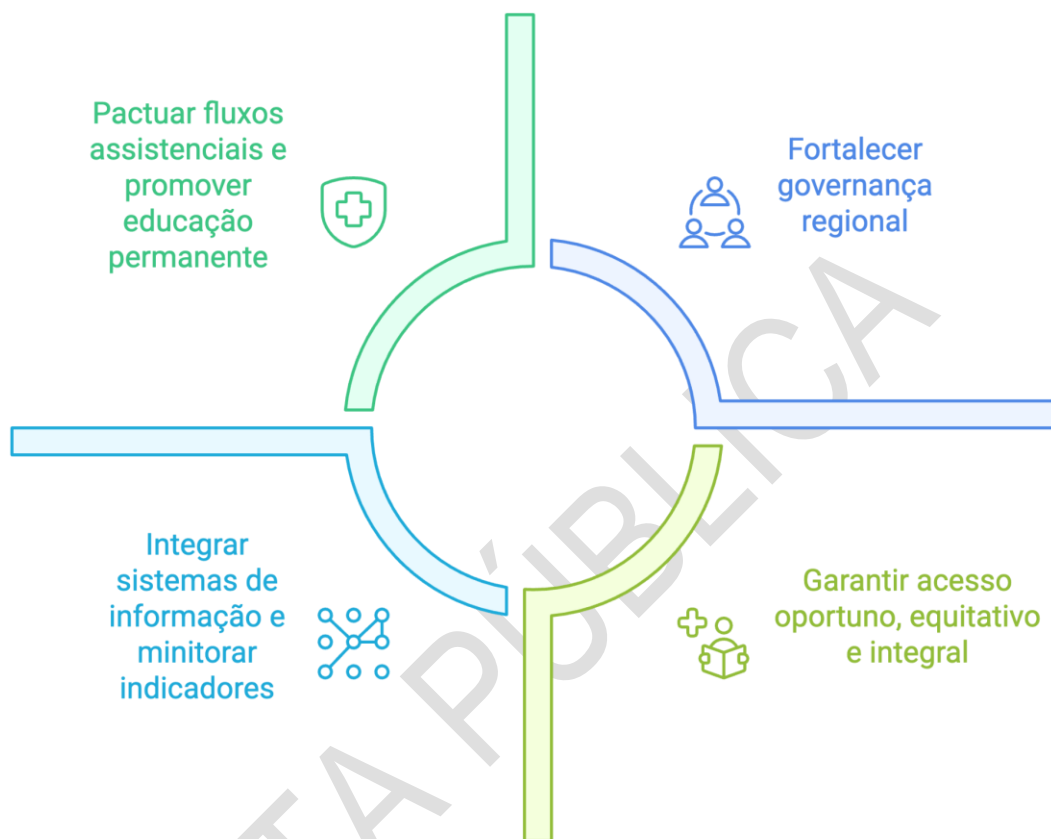 Pactuar fluxos
assistenciais e
promover
educação
permanente
Fortalecer
governança
regional
Integrar
sistemas de
informação e
minitorar
indicadores
Garantir acesso
oportuno, equitativo
e integral
TA PÚBLICA